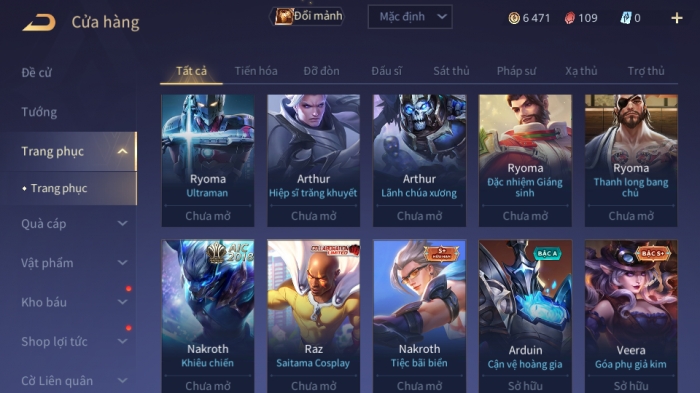 Cửa hàng
Đổi mảnh
Mặc định
6 471
109
0
Đề cử
Tướng
Trang phục
Trang phục
Quà cáp
Vật phẩm
Kho báu
Shop lợi tức
Cờ Liên quân
Tất cả
Tiến hóa
Đỡ đòn
Đấu sĩ
Sát thủ
Pháp sư
Xạ thủ
Trợ thủ
Ryoma
Ultraman
Chưa mở
Arthur
Hiệp sĩ trăng khuyết
Chưa mở
Arthur
Lãnh chúa xương
Chưa mở
Ryoma
Đặc nhiệm Giáng
sinh
Chưa mở
Ryoma
Thanh long bang
chủ
Chưa mở
AIC
2018
Nakroth
Khiêu chiến
Chưa mở
COLLABORATION
LIMITED
Raz
Saitama Cosplay
Chưa mở
S+
HỮU HẠN
Nakroth
Tiệc bãi biển
Chưa mở
BẬC A
Arduin
Cận vệ hoàng gia
Sở hữu
BẬC S+
Veera
Góa phụ giả kim
Sở hữu